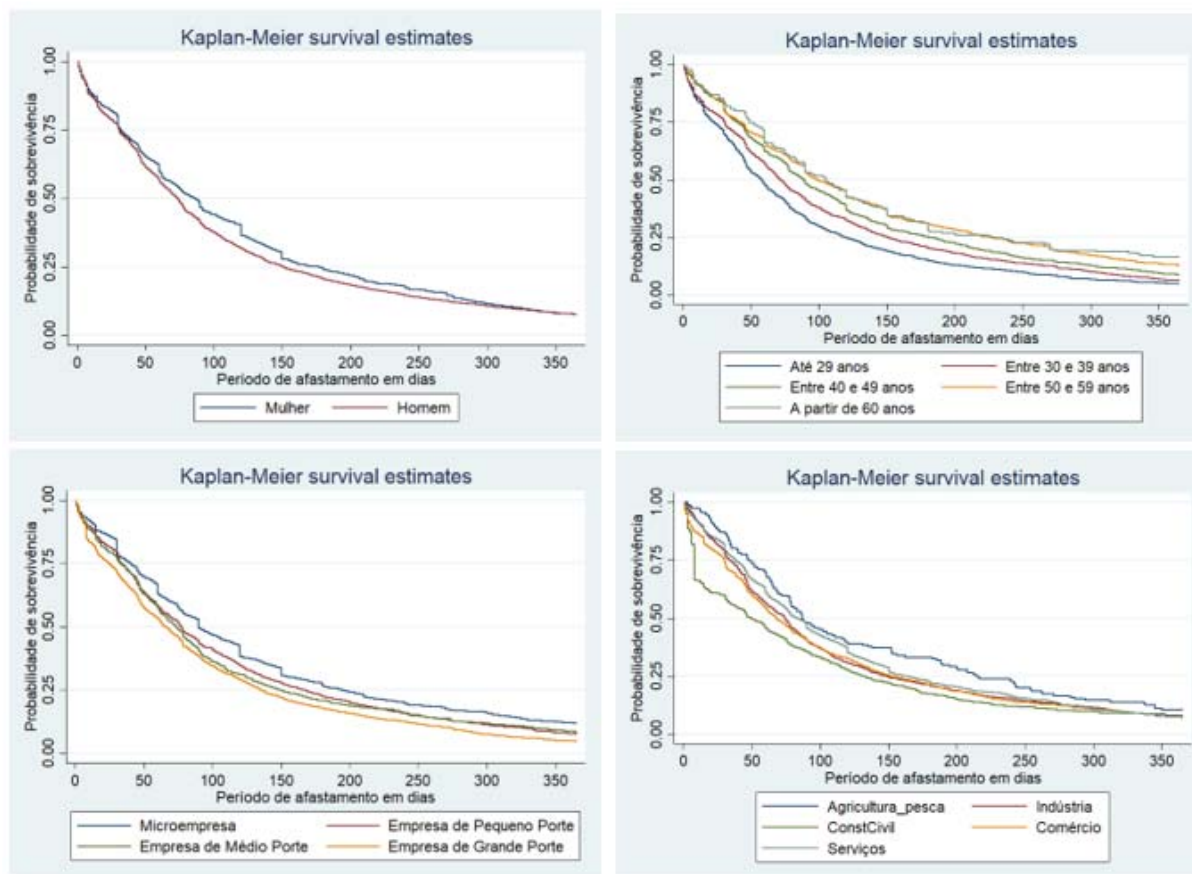 Kaplan-Meier survival estimates
Probabilidade de sobrevivência
1.00
0.75
0.50
0.25
0.00
0 50 100 150 200 250 300 350
Período de afastamento em dias
Mulher Homem
Kaplan-Meier survival estimates
Probabilidade de sobrevivência
1.00
0.75
0.50
0.25
0.00
0 50 100 150 200 250 300 350
Período de afastamento em dias
Até 29 anos Entre 30 e 39 anos
Entre 40 e 49 anos Entre 50 e 59 anos
A partir de 60 anos
Kaplan-Meier survival estimates
Probabilidade de sobrevivência
1.00
0.75
0.50
0.25
0.00
0 50 100 150 200 250 300 350
Período de afastamento em dias
Microempresa Empresa de Pequeno Porte
Empresa de Médio Porte Empresa de Grande Porte
Kaplan-Meier survival estimates
Probabilidade de sobrevivência
1.00
0.75
0.50
0.25
0.00
0 50 100 150 200 250 300 350
Período de afastamento em dias
Agricultura_pesca Indústria
ConstCivil Comércio
Serviços